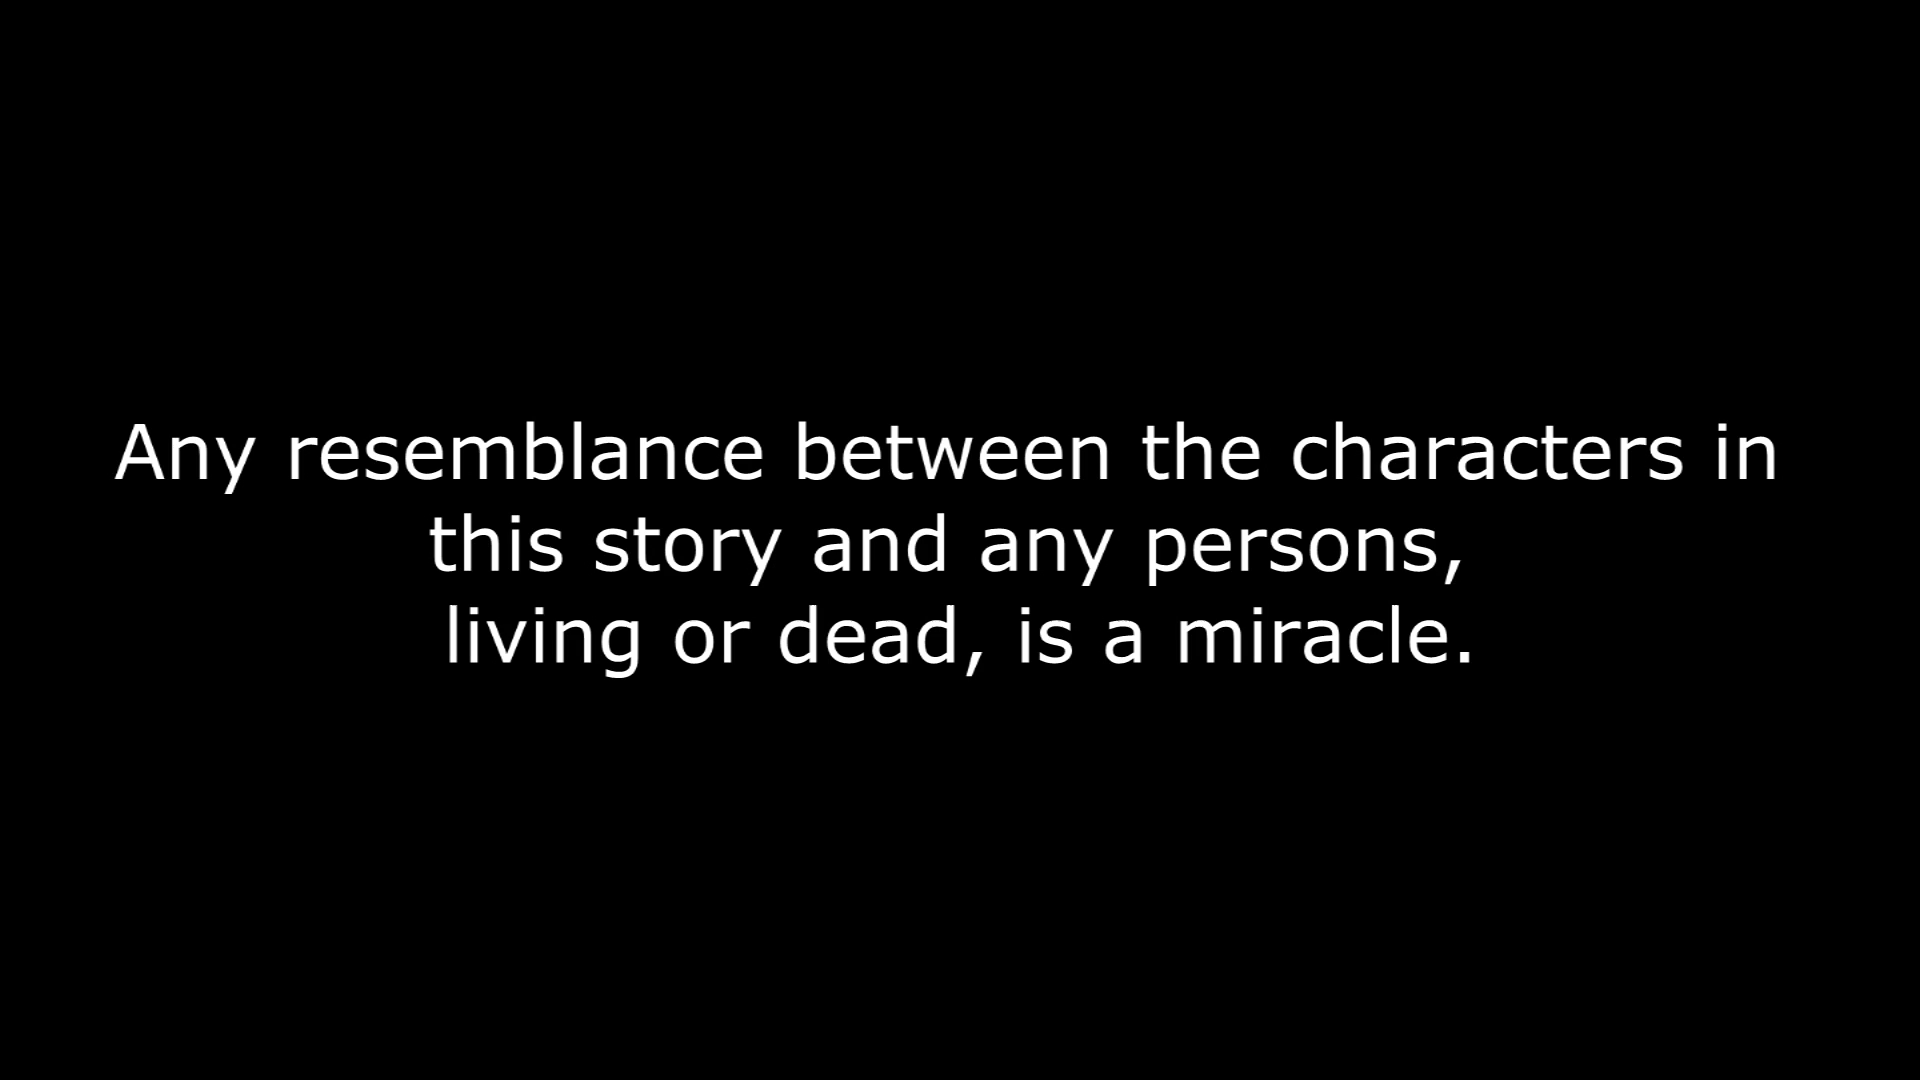 Any resemblance between the characters in
this story and any persons,
living or dead, is a miracle.